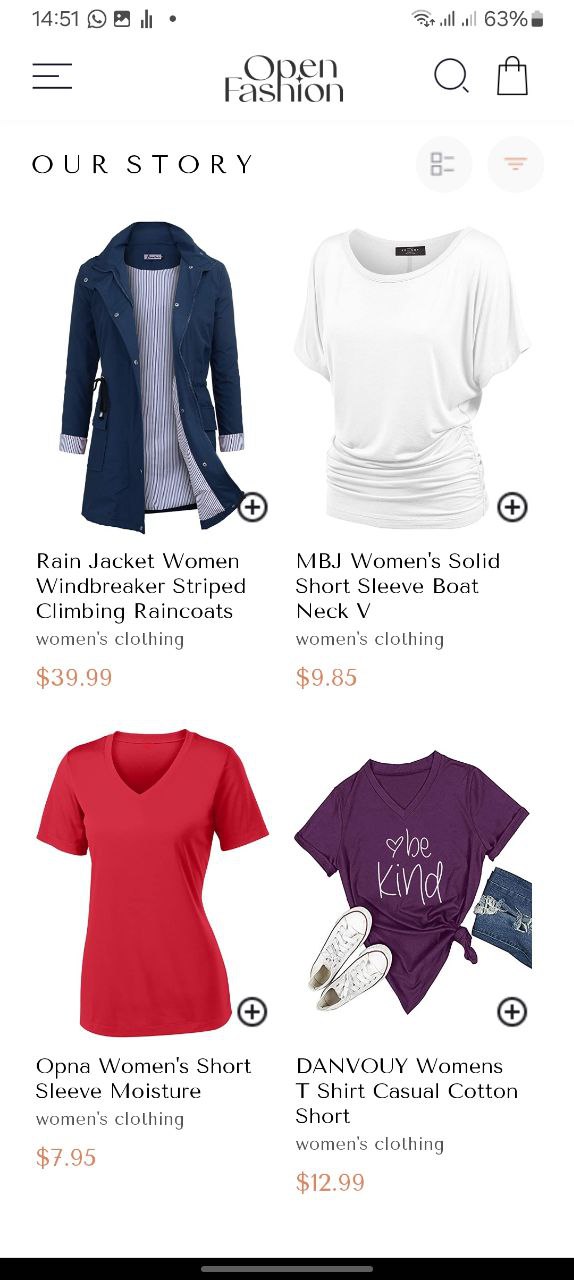 14:51 63%
Open
Fashion
OUR STORY
Rain Jacket Women
Windbreaker Striped
Climbing Raincoats
women's clothing
$39.99
MBJ Women's Solid
Short Sleeve Boat
Neck V
women's clothing
$9.85
be
kind
Opna Women's Short
Sleeve Moisture
women's clothing
$7.95
DANVOUY Womens
T Shirt Casual Cotton
Short
women's clothing
$12.99